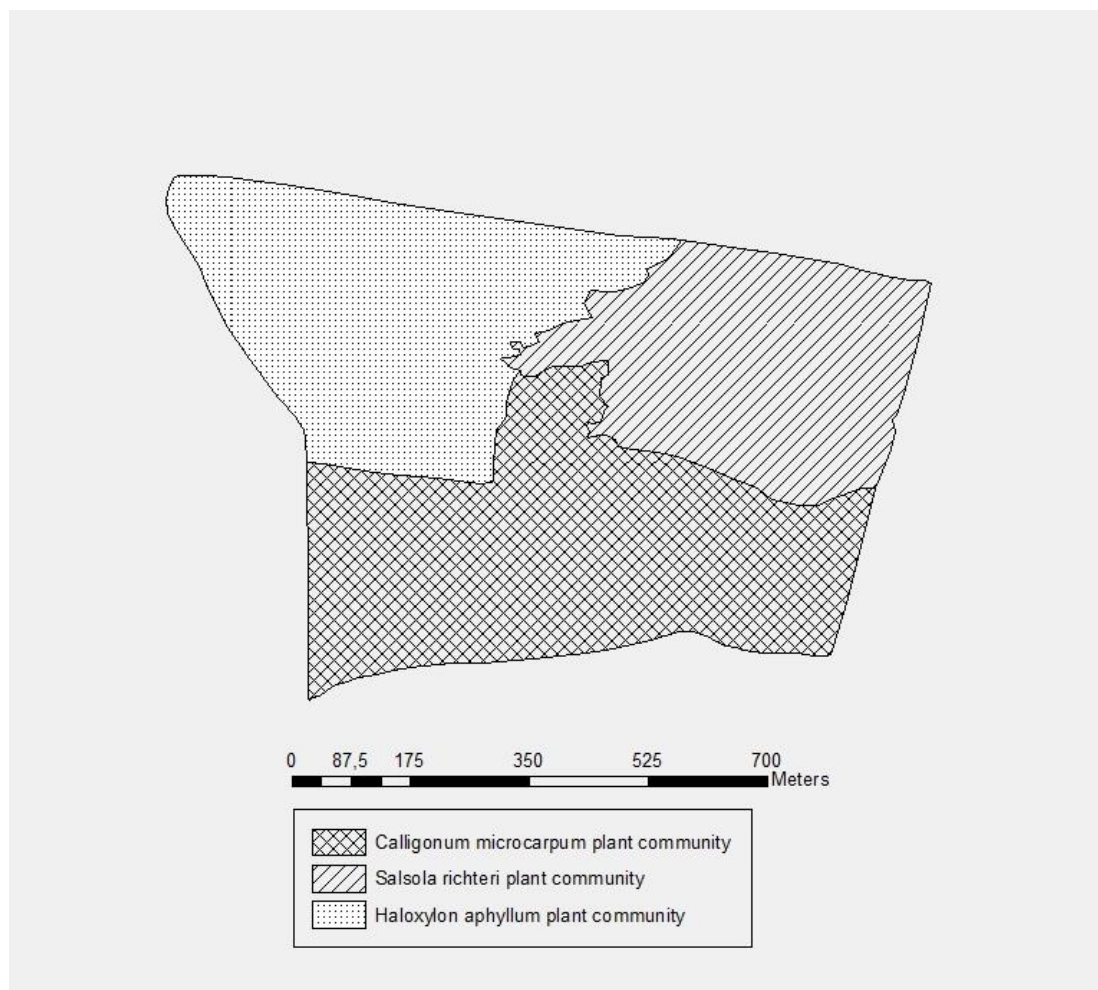 0 87,5 175 350 525 700
Meters
Calligonum microcarpum plant community
Salsola richteri plant community
Haloxylon aphyllum plant community